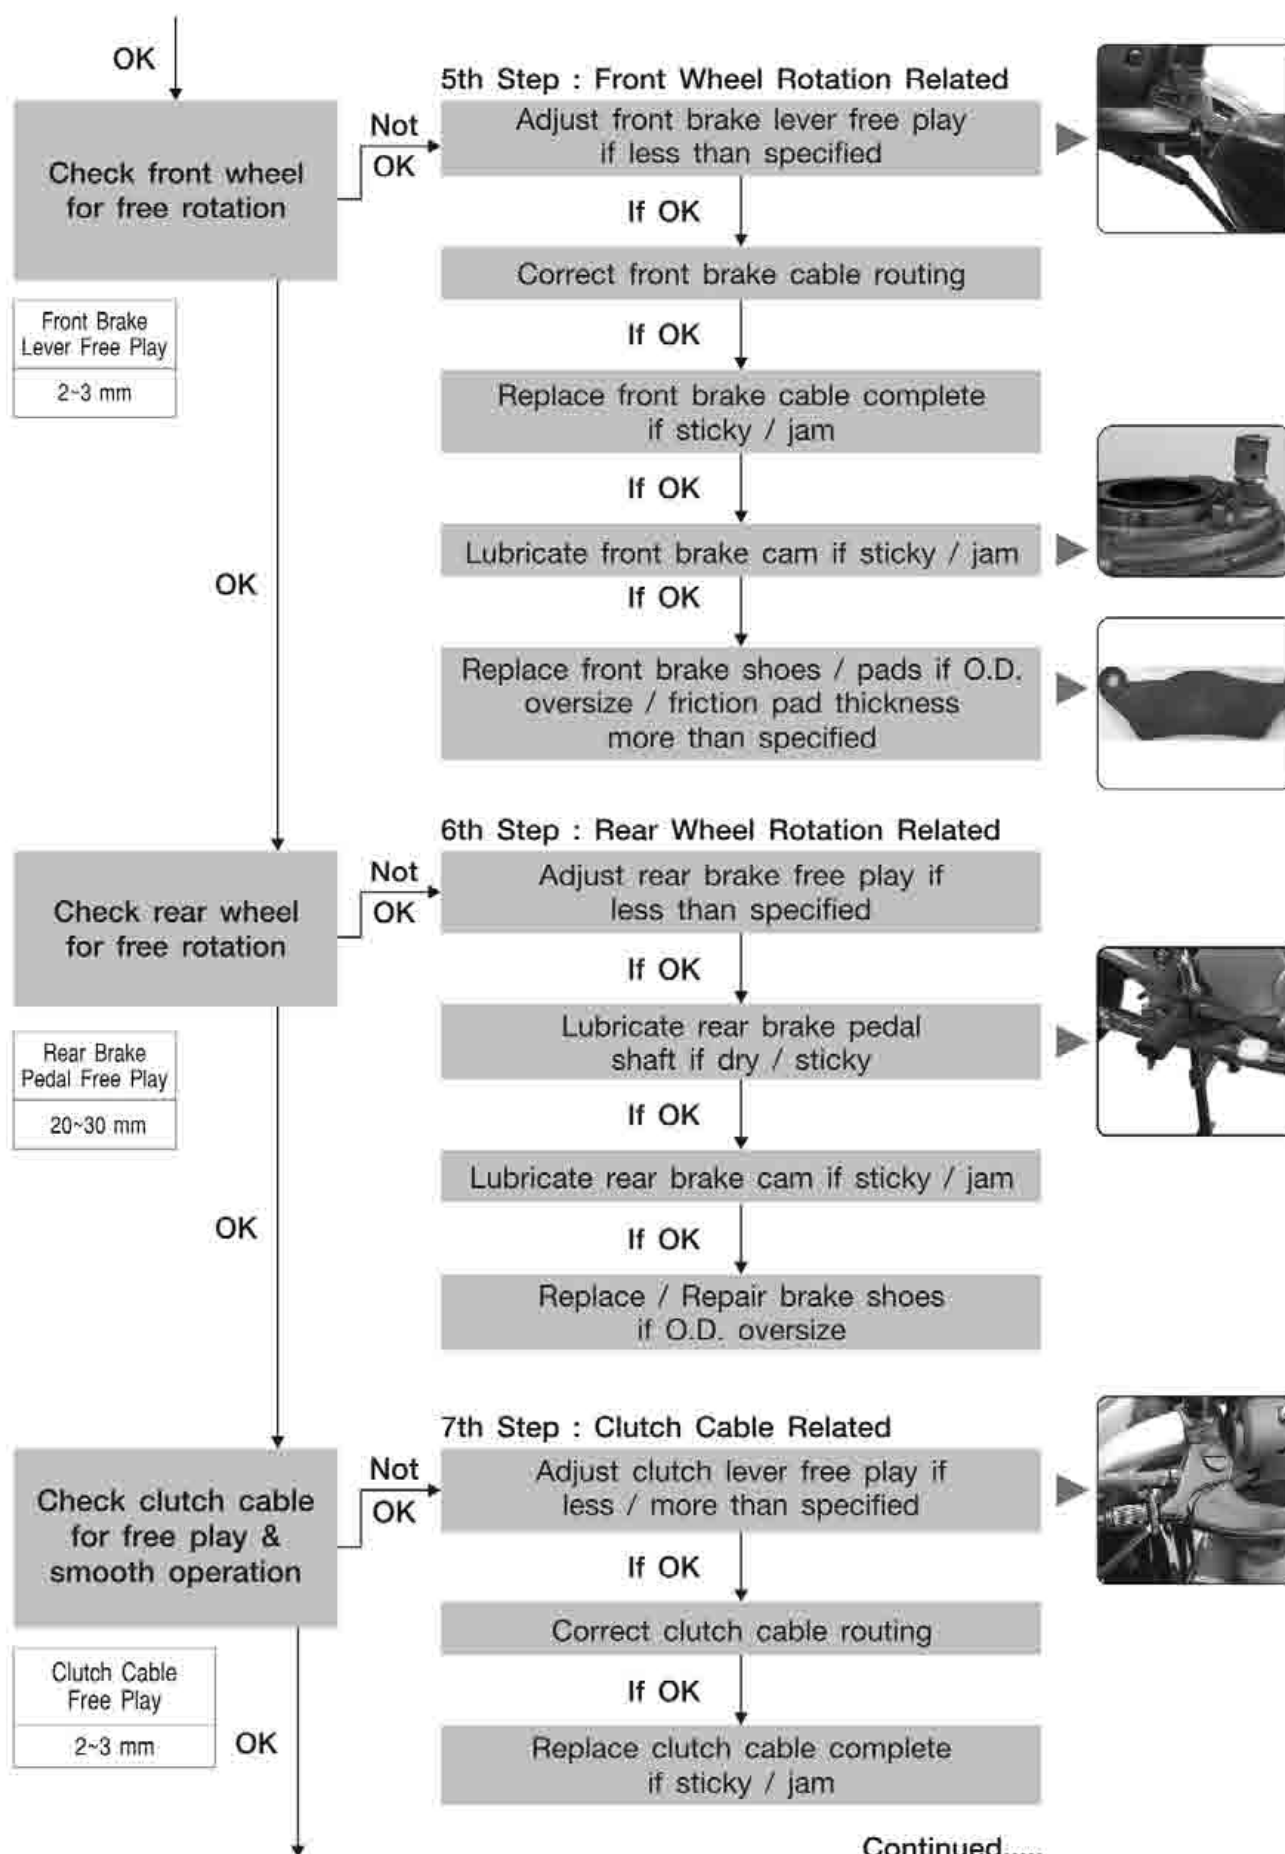 OK
5th Step : Front Wheel Rotation Related
Check front wheel
for free rotation
Not
OK
Adjust front brake lever free play
if less than specified
If OK
Correct front brake cable routing
Front Brake
Lever Free Play
2~3 mm
If OK
Replace front brake cable complete
if sticky / jam
If OK
Lubricate front brake cam if sticky / jam
OK
If OK
Replace front brake shoes / pads if O.D.
oversize / friction pad thickness
more than specified
6th Step : Rear Wheel Rotation Related
Check rear wheel
for free rotation
Not
OK
Adjust rear brake free play if
less than specified
If OK
Lubricate rear brake pedal
shaft if dry / sticky
Rear Brake
Pedal Free Play
20~30 mm
If OK
Lubricate rear brake cam if sticky / jam
OK
If OK
Replace / Repair brake shoes
if O.D. oversize
7th Step : Clutch Cable Related
Check clutch cable
for free play &
smooth operation
Not
OK
Adjust clutch lever free play if
less / more than specified
If OK
Correct clutch cable routing
Clutch Cable
Free Play
2~3 mm
OK
If OK
Replace clutch cable complete
if sticky / jam
Continued.....